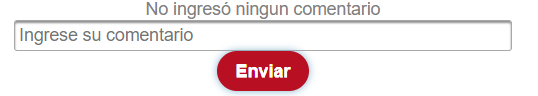 No ingresó ningun comentario
Ingrese su comentario
Enviar